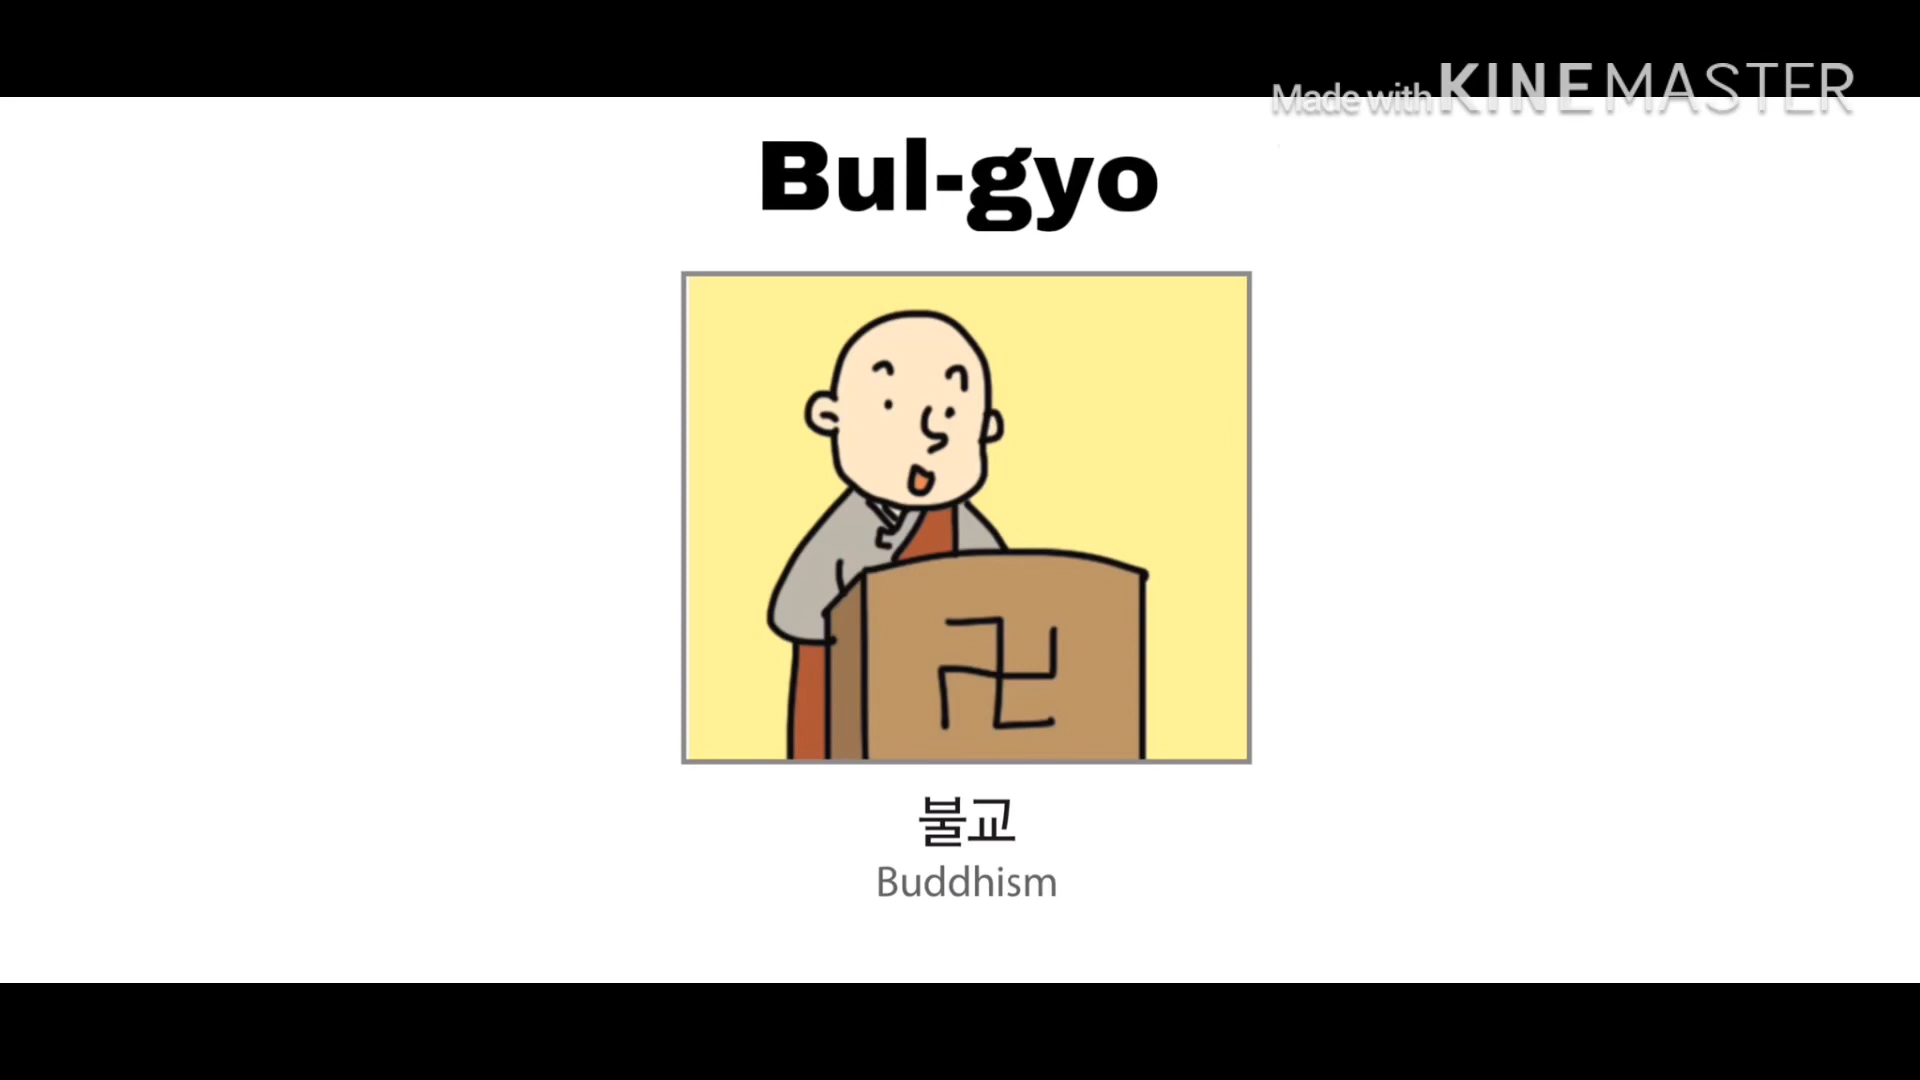 Made with KINEMASTER
Bul-gyo
卍
불교
Buddhism